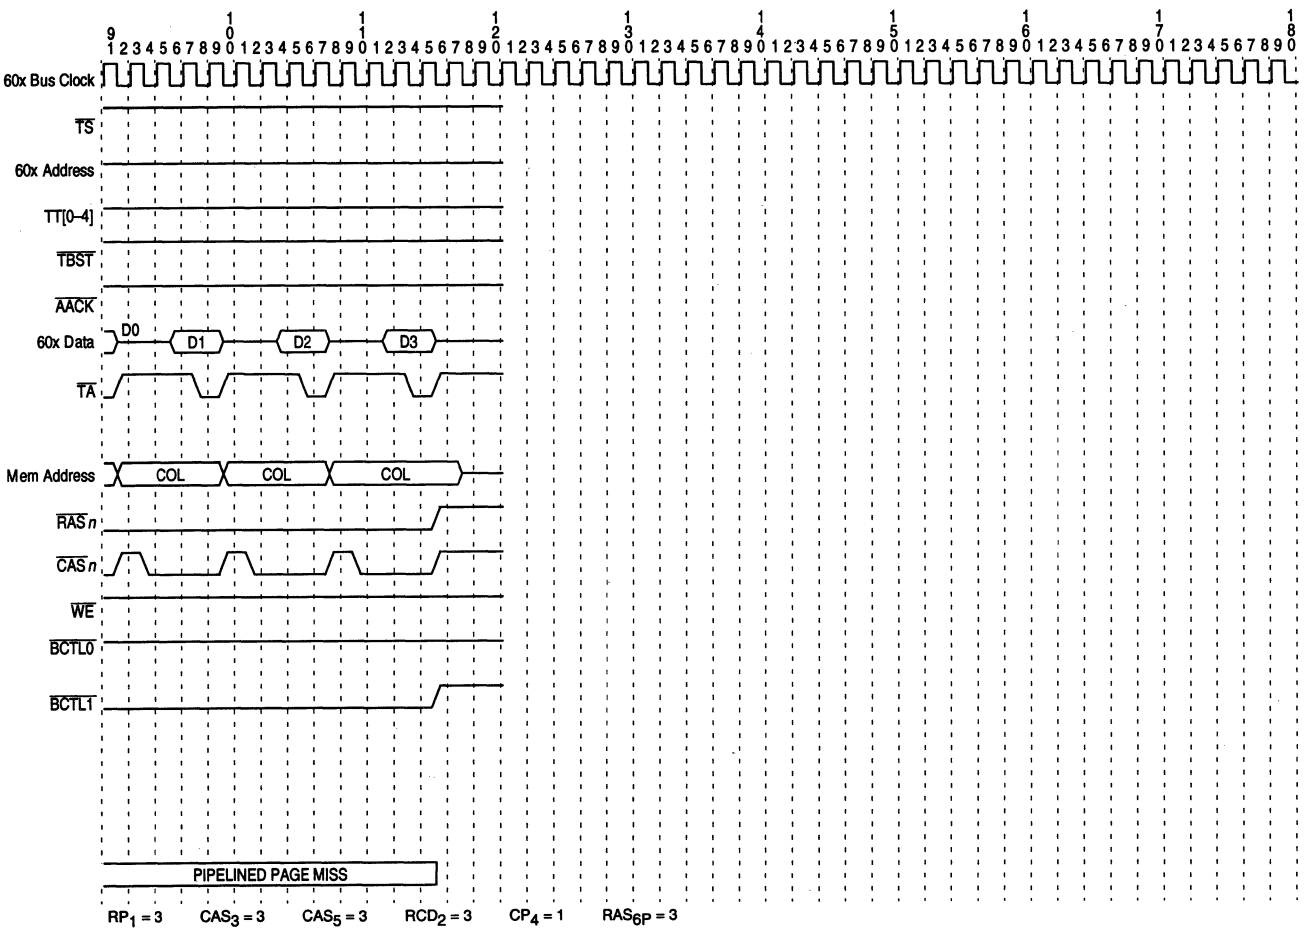 1 1 1 1 1 1 1 1 1
9 0 1 2 3 4 5 6 7 8
1 2 3 4 5 6 7 8 9 0 1 2 3 4 5 6 7 8 9 0 1 2 3 4 5 6 7 8 9 0 1 2 3 4 5 6 7 8 9 0 1 2 3 4 5 6 7 8 9 0 1 2 3 4 5 6 7 8 9 0 1 2 3 4 5 6 7 8 9 0 1 2 3 4 5 6 7 8 9 0 1 2 3 4 5 6 7 8 9 0
60x Bus Clock
TS
60x Address
TT[0–4]
TBST
AACK
60x Data D0 D1 D2 D3
TA
Mem Address COL COL COL
RAS n
CAS n
WE
BCTL0
BCTL1
PIPELINED PAGE MISS
RP1 = 3 CAS3 = 3 CAS5 = 3 RCD2 = 3 CP4 = 1 RAS6P = 3